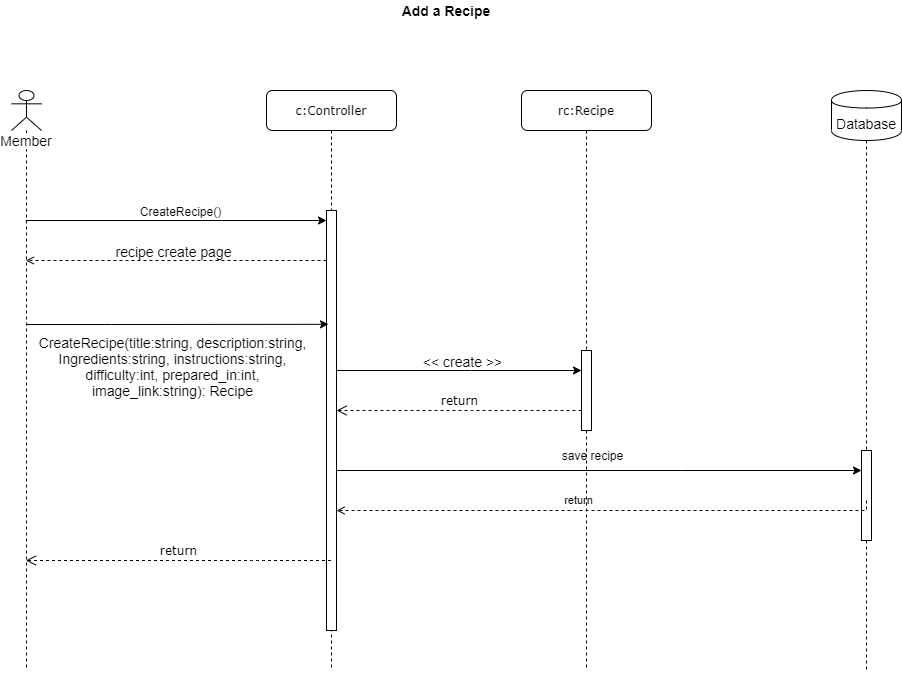 Add a Recipe
c:Controller
rc:Recipe
Database
Member
CreateRecipe()
recipe create page
CreateRecipe(title:string, description:string,
Ingredients:string, instructions:string,
difficulty:int, prepared_in:int,
image_link:string): Recipe
<< create >>
return
save recipe
return
return